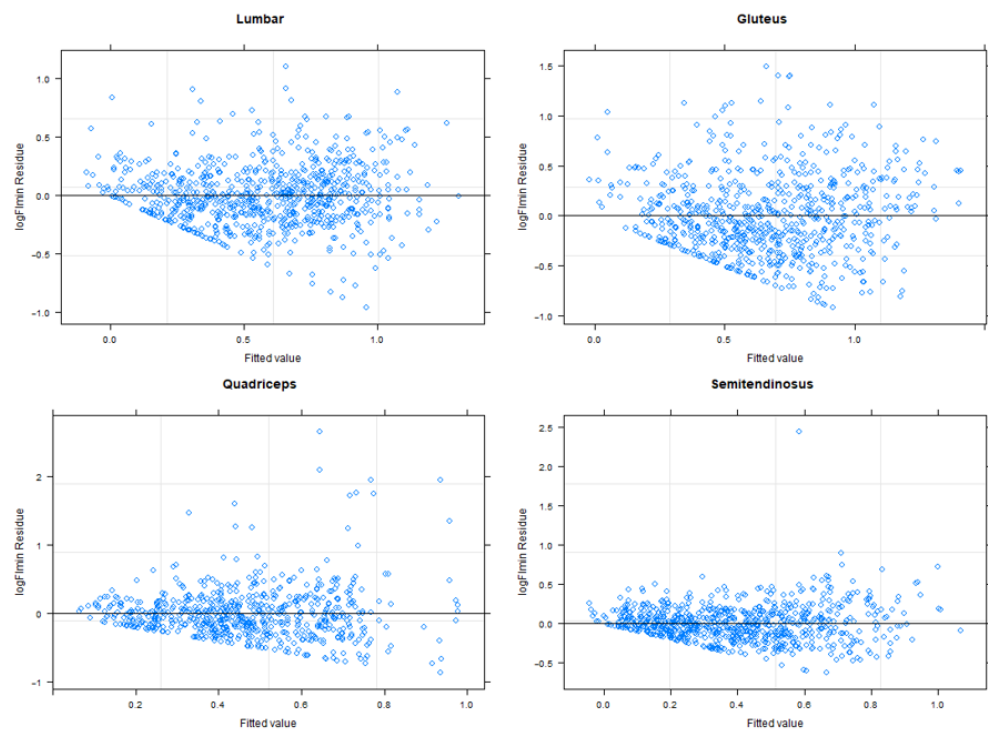 Lumbar
logFlmin Residue
1.0
0.5
0.0
−0.5
−1.0
0.0 0.5 1.0
Fitted value
Gluteus
logFlmin Residue
1.5
1.0
0.5
0.0
−0.5
−1.0
0.0 0.5 1.0
Fitted value
Quadriceps
logFlmin Residue
2
1
0
−1
0.2 0.4 0.6 0.8 1.0
Fitted value
Semitendinosus
logFlmin Residue
2.5
2.0
1.5
1.0
0.5
0.0
−0.5
0.0 0.2 0.4 0.6 0.8 1.0
Fitted value